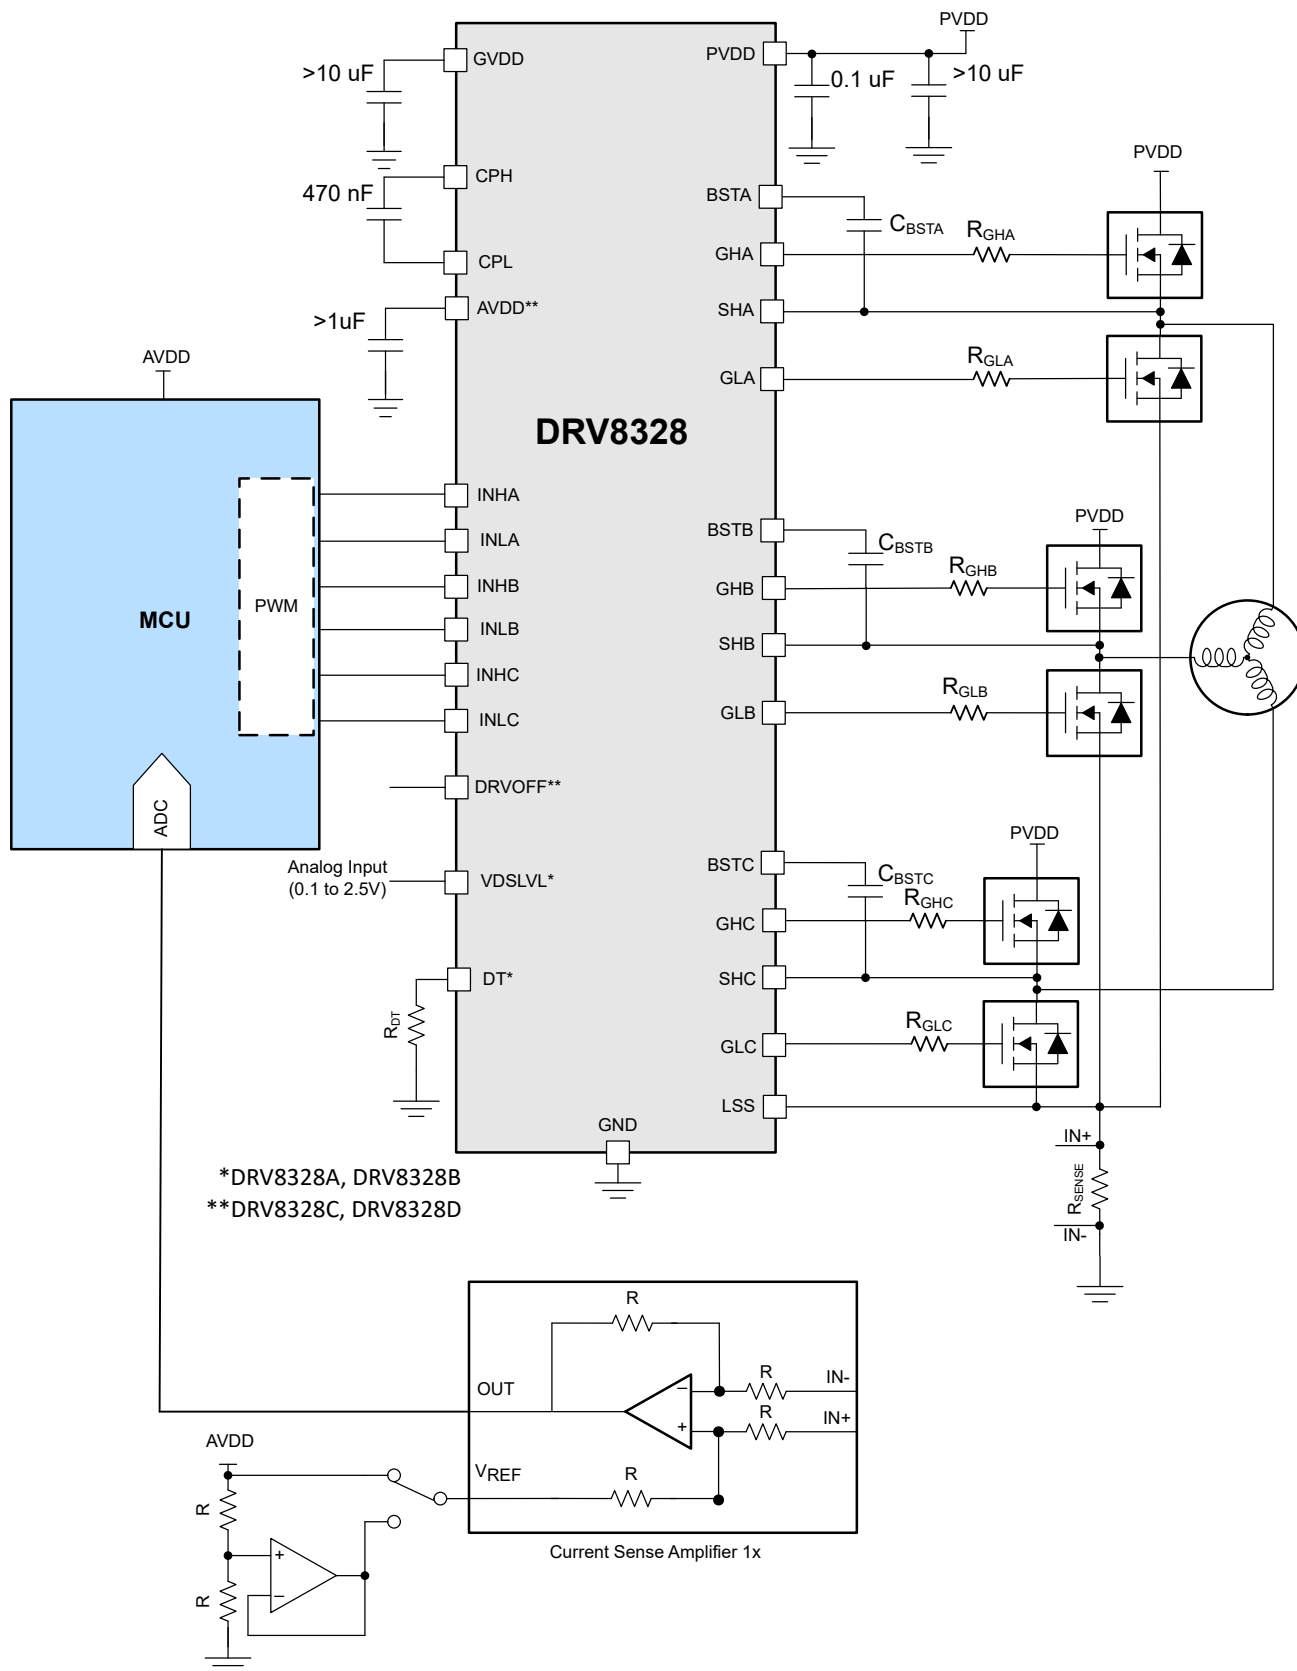 PVDD
GVDD
PVDD
>10 uF
0.1 uF
>10 uF
PVDD
CPH
470 nF
BSTA
CBSTA
RGHA
GHA
CPL
AVDD**
SHA
>1uF
AVDD
RGLA
GLA
DRV8328
INHA
PVDD
BSTB
INLA
CBSTB
RGHB
INHB
GHB
PWM
MCU
INLB
SHB
INHC
RGLB
INLC
GLB
DRVOFF**
ADC
PVDD
Analog Input
(0.1 to 2.5V)
BSTC
VDSLVL*
CBSTC
RGHC
GHC
DT*
SHC
RDT
RGLC
GLC
LSS
GND
IN+
*DRV8328A, DRV8328B
RSENSE
**DRV8328C, DRV8328D
IN-
R
R
IN-
OUT
−
R
IN+
+
AVDD
VREF
R
R
Current Sense Amplifier 1x
+
−
R